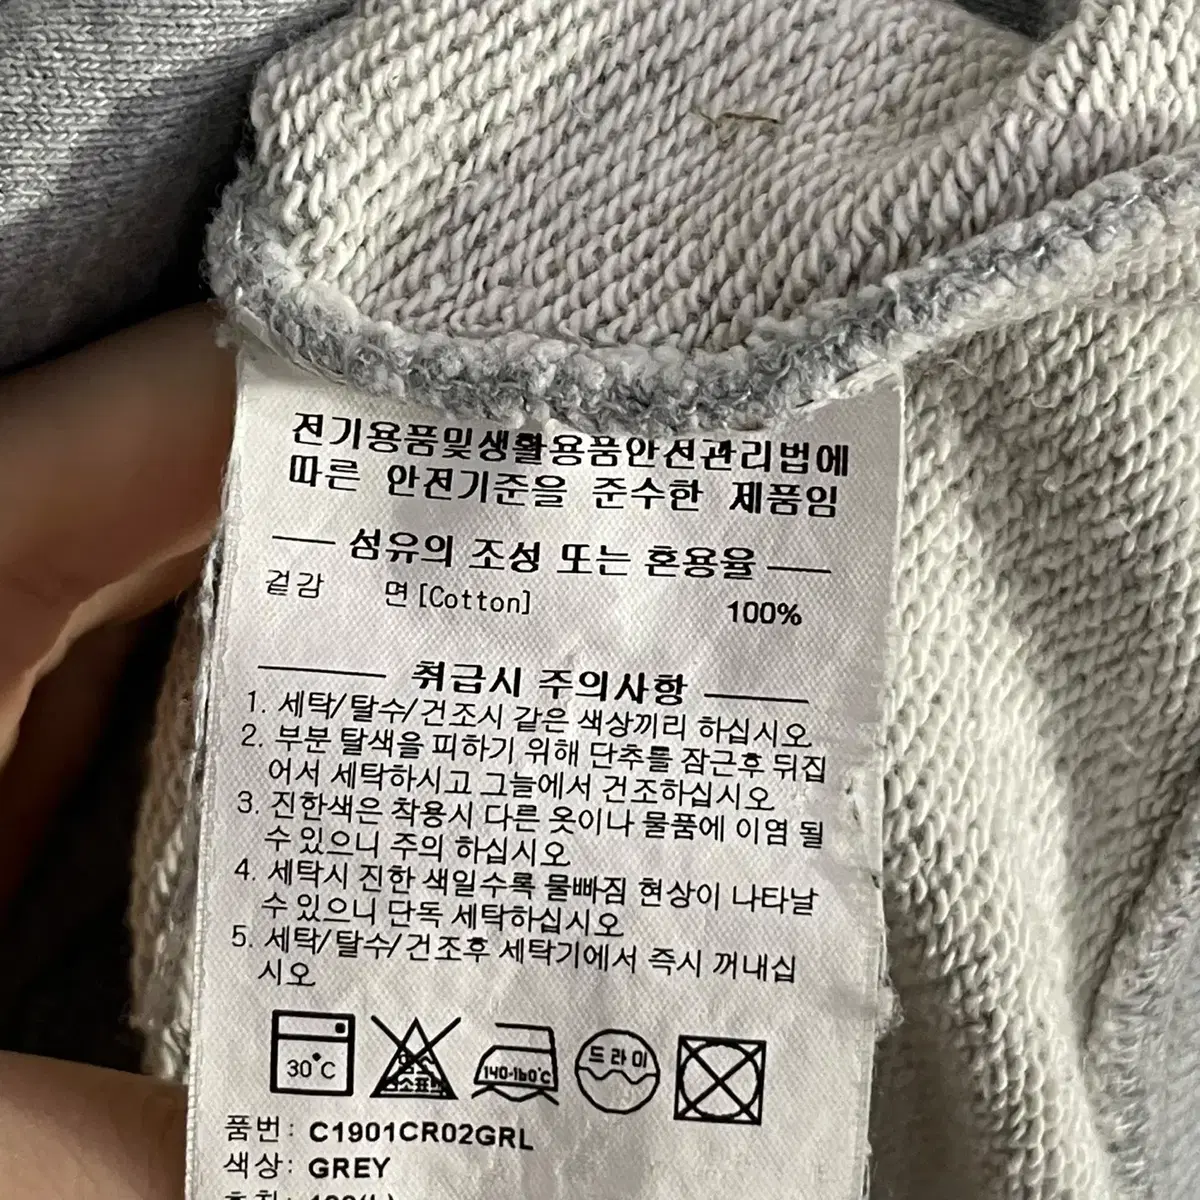 전기용품및생활용품안전관리법에
따른 안전기준을 준수한 제품임
섬유의 조성 또는 혼용율
겉감 면[Cotton] 100%
취급시 주의사항
1. 세탁/탈수/건조시 같은 색상끼리 하십시오
2. 부분 탈색을 피하기 위해 단추를 잠근후 뒤집
어서 세탁하시고 그늘에서 건조하십시오
3. 진한색은 착용시 다른 옷이나 물품에 이염 될
수 있으니 주의 하십시오
4. 세탁시 진한 색일수록 물빠짐 현상이 나타날
수 있으니 단독 세탁하십시오
5. 세탁/탈수/건조후 세탁기에서 즉시 꺼내십
시오
30°C 염소 산소표백 140-160°C 드라이
품번: C1901CR02GRL
색상: GREY